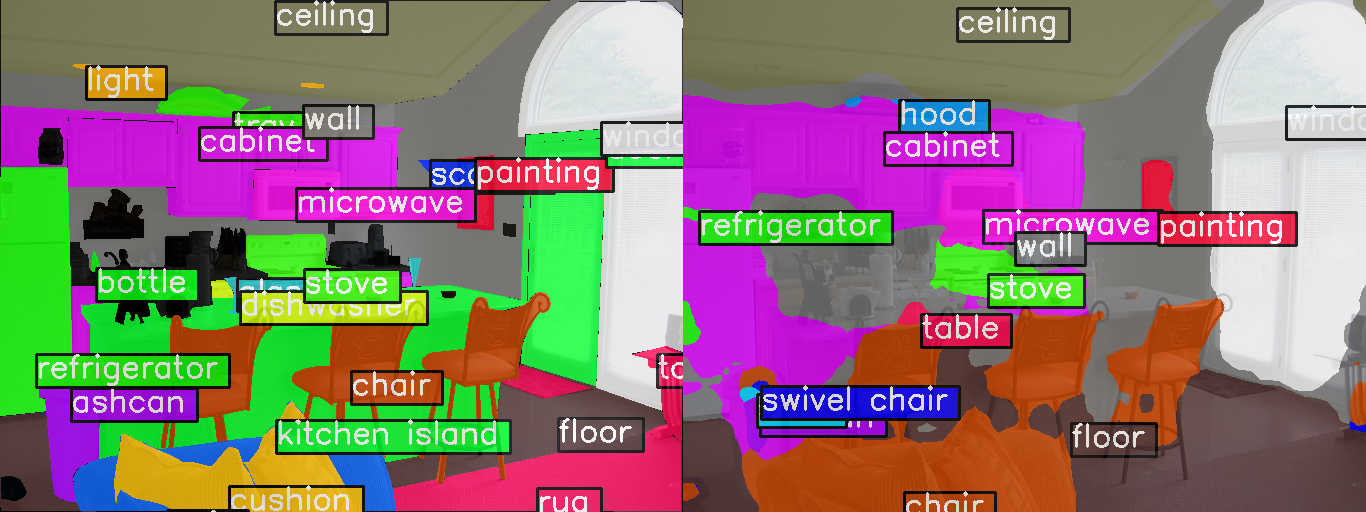 ceiling
light
tray
wall
cabinet
painting
microwave
bottle
stove
dishwasher
refrigerator
chair
ashcan
kitchen island
floor
cushion
rug
ceiling
hood
cabinet
refrigerator
microwave
painting
wall
stove
table
swivel chair
floor
chair